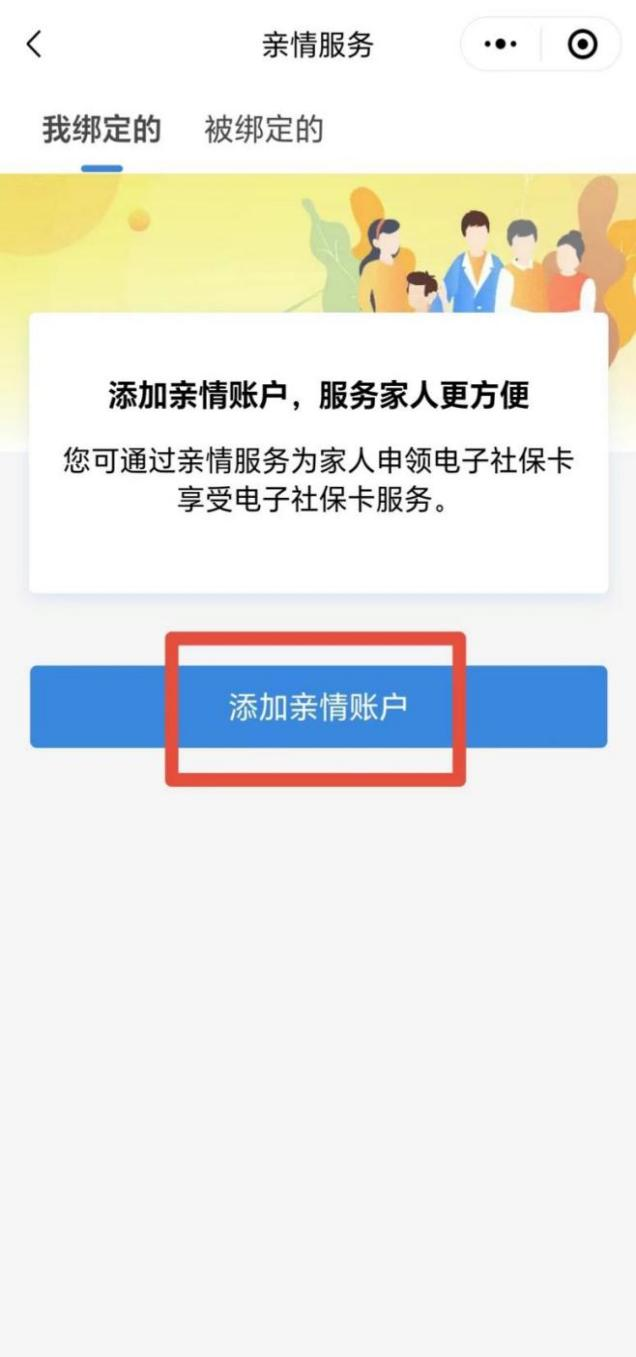 亲情服务
我绑定的 被绑定的
添加亲情账户，服务家人更方便
您可通过亲情服务为家人申领电子社保卡
享受电子社保卡服务。
添加亲情账户